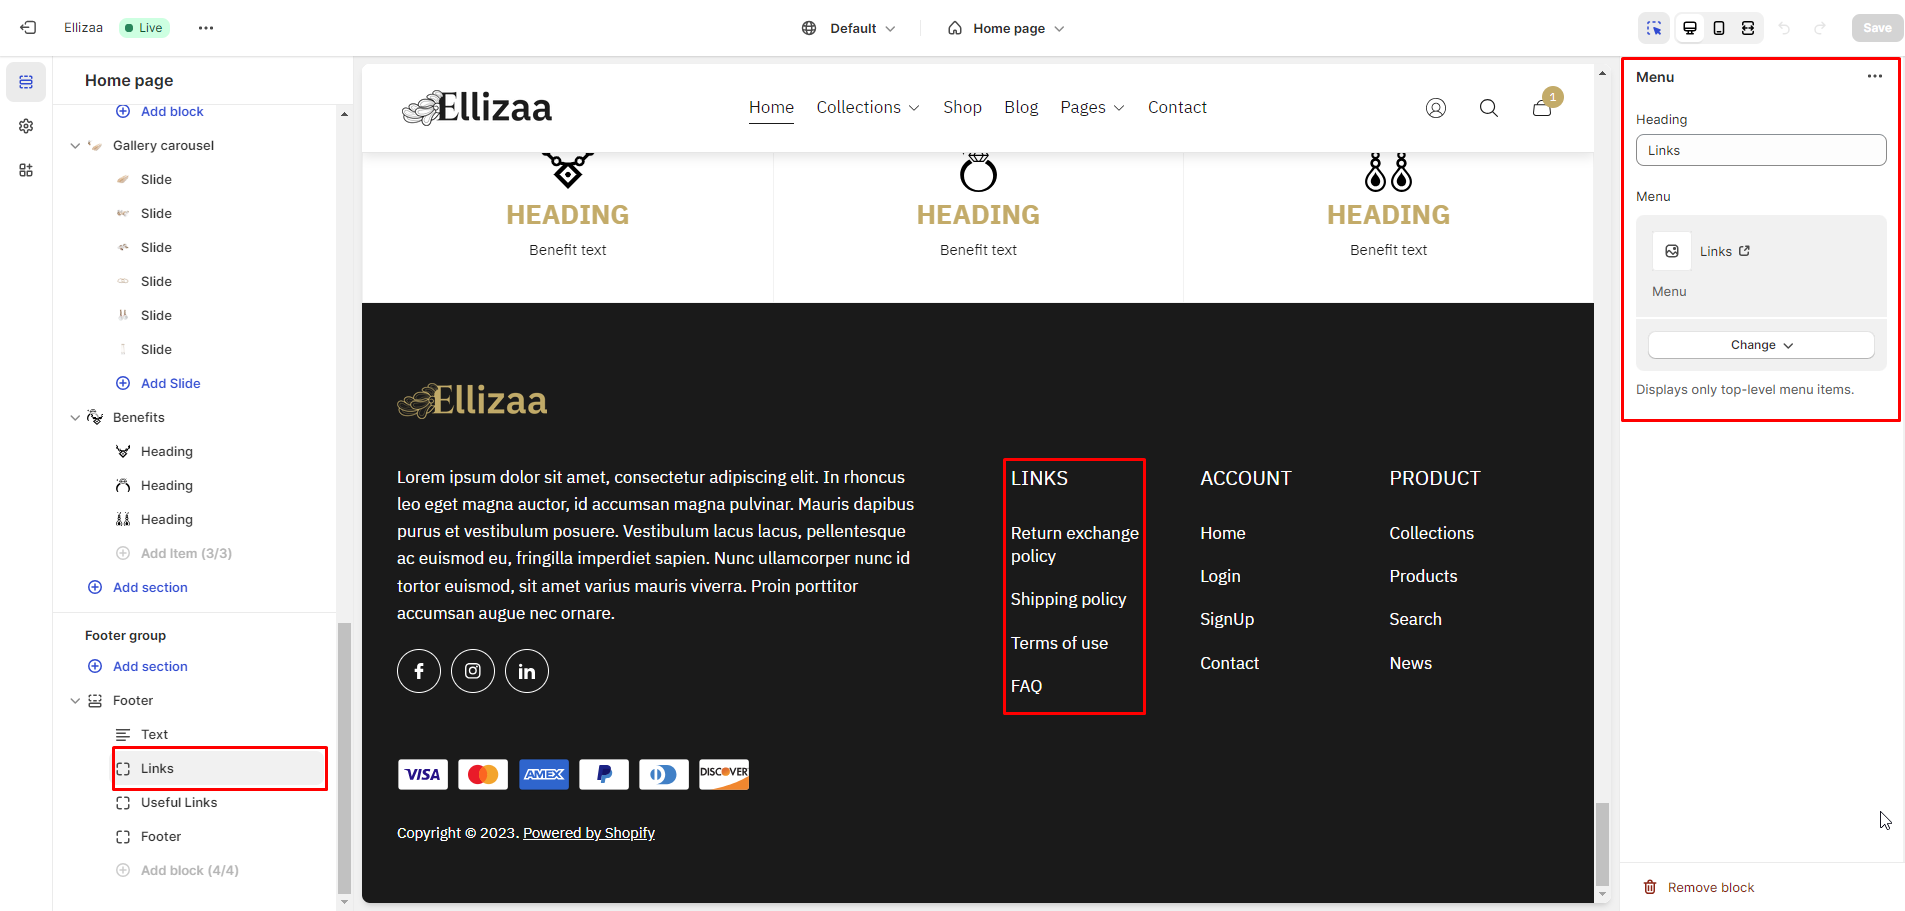 Ellizaa
Live
Default
Home page
Save
Home page
Add block
Gallery carousel
Slide
Slide
Slide
Slide
Slide
Slide
Add Slide
Benefits
Heading
Heading
Heading
Add Item (3/3)
Add section
Footer group
Add section
Footer
Text
Links
Useful Links
Footer
Add block (4/4)
Ellizaa
Home
Collections
Shop
Blog
Pages
Contact
1
HEADING
Benefit text
HEADING
Benefit text
HEADING
Benefit text
Ellizaa
Lorem ipsum dolor sit amet, consectetur adipiscing elit. In rhoncus
leo eget magna auctor, id accumsan magna pulvinar. Mauris dapibus
purus et vestibulum posuere. Vestibulum lacus lacus, pellentesque
ac euismod eu, fringilla imperdiet sapien. Nunc ullamcorper nunc id
tortor euismod, sit amet varius mauris viverra. Proin porttitor
accumsan augue nec ornare.
LINKS
Return exchange
policy
Shipping policy
Terms of use
FAQ
ACCOUNT
Home
Login
SignUp
Contact
PRODUCT
Collections
Products
Search
News
VISA
AMEX
DISCOVER
Copyright © 2023. Powered by Shopify
Menu
Heading
Links
Menu
Links
Menu
Change
Displays only top-level menu items.
Remove block